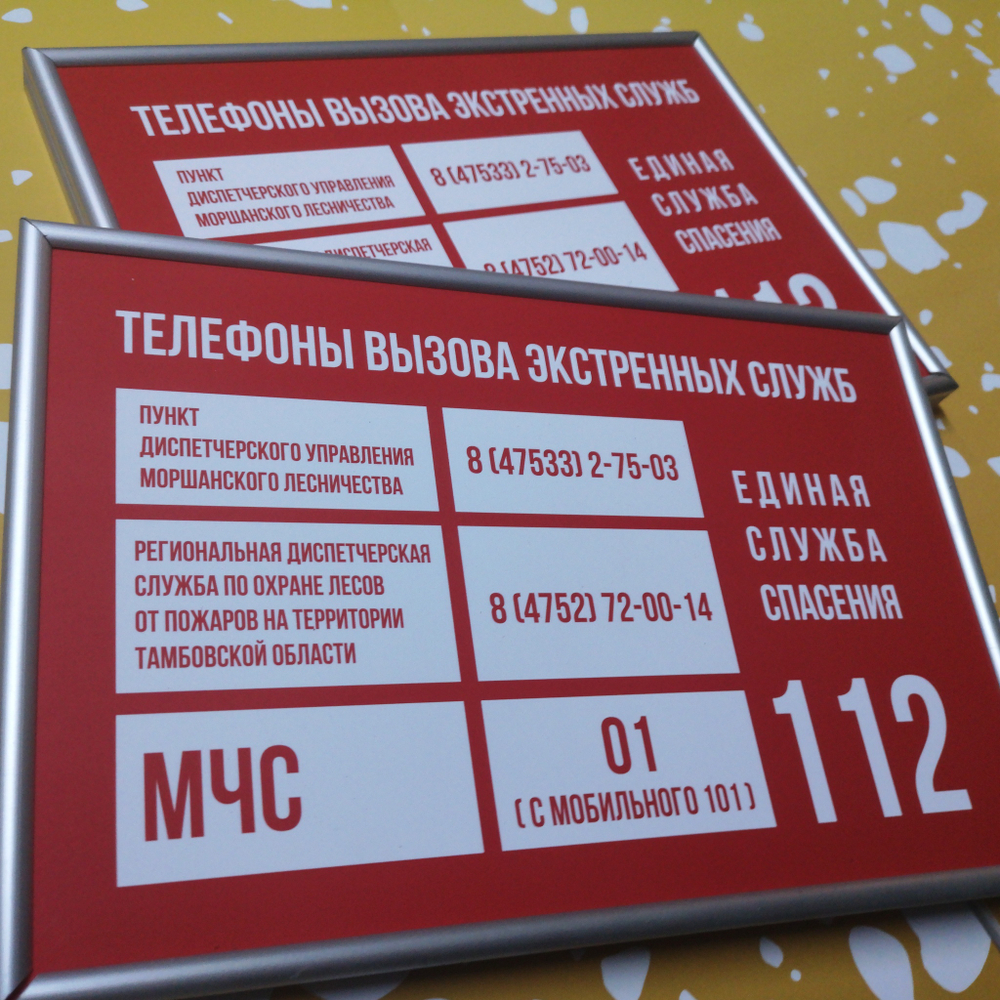 ТЕЛЕФОНЫ ВЫЗОВА ЭКСТРЕННЫХ СЛУЖБ
ПУНКТ
ДИСПЕТЧЕРСКОГО УПРАВЛЕНИЯ
МОРШАНСКОГО ЛЕСНИЧЕСТВА
8 (47533) 2-75-03
ЕДИНАЯ
СЛУЖБА
СПАСЕНИЯ
ДИСПЕТЧЕРСКАЯ
8 (4752) 72-00-14
112
ТЕЛЕФОНЫ ВЫЗОВА ЭКСТРЕННЫХ СЛУЖБ
ПУНКТ
ДИСПЕТЧЕРСКОГО УПРАВЛЕНИЯ
МОРШАНСКОГО ЛЕСНИЧЕСТВА
8 (47533) 2-75-03
РЕГИОНАЛЬНАЯ ДИСПЕТЧЕРСКАЯ
СЛУЖБА ПО ОХРАНЕ ЛЕСОВ
ОТ ПОЖАРОВ НА ТЕРРИТОРИИ
ТАМБОВСКОЙ ОБЛАСТИ
8 (4752) 72-00-14
МЧС
01
( С МОБИЛЬНОГО 101 )
ЕДИНАЯ
СЛУЖБА
СПАСЕНИЯ
112